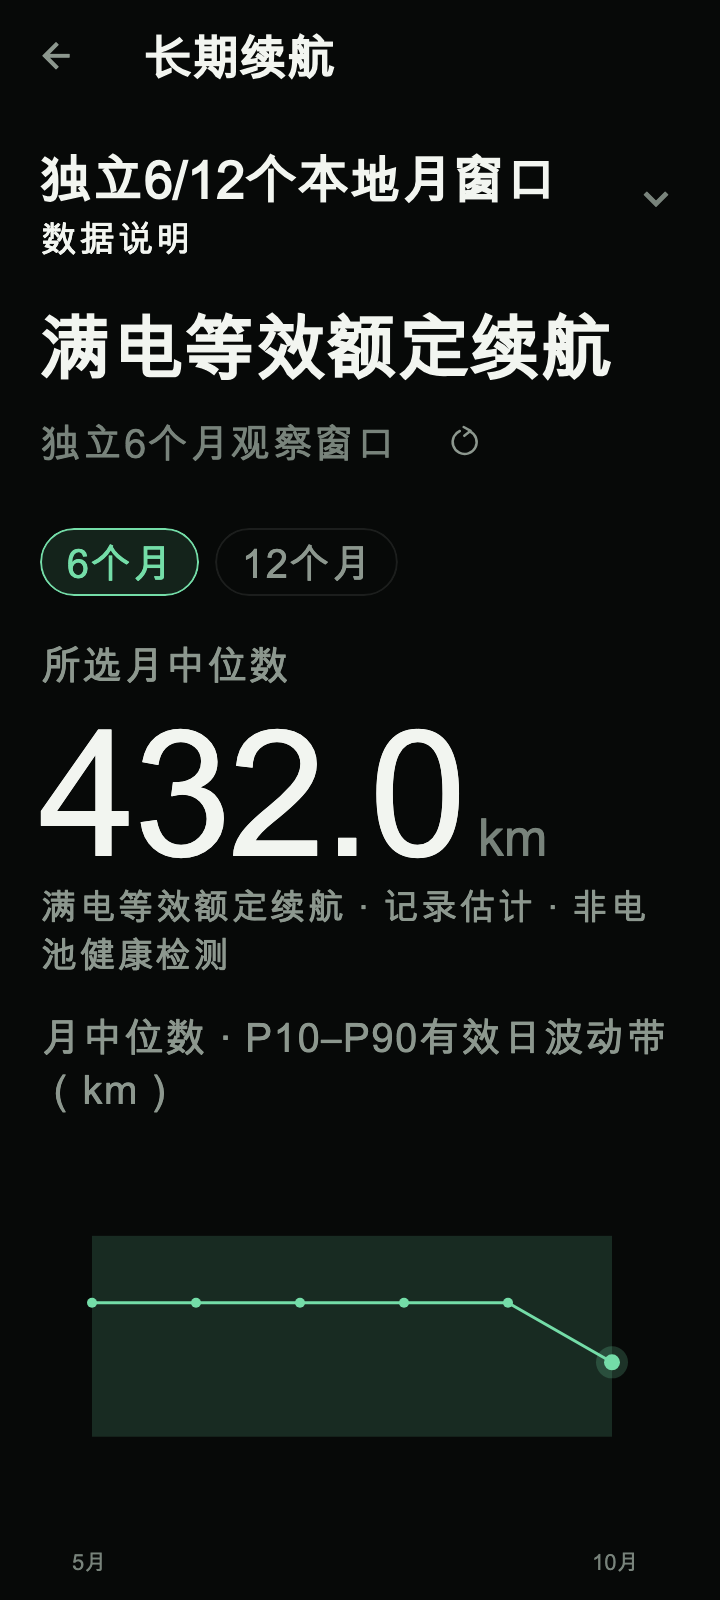 长期续航
独立6/12个本地月窗口
数据说明
满电等效额定续航
独立6个月观察窗口
6个月
12个月
所选月中位数
432.0 km
满电等效额定续航 · 记录估计 · 非电
池健康检测
月中位数 · P10–P90有效日波动带
（km）
5月
10月